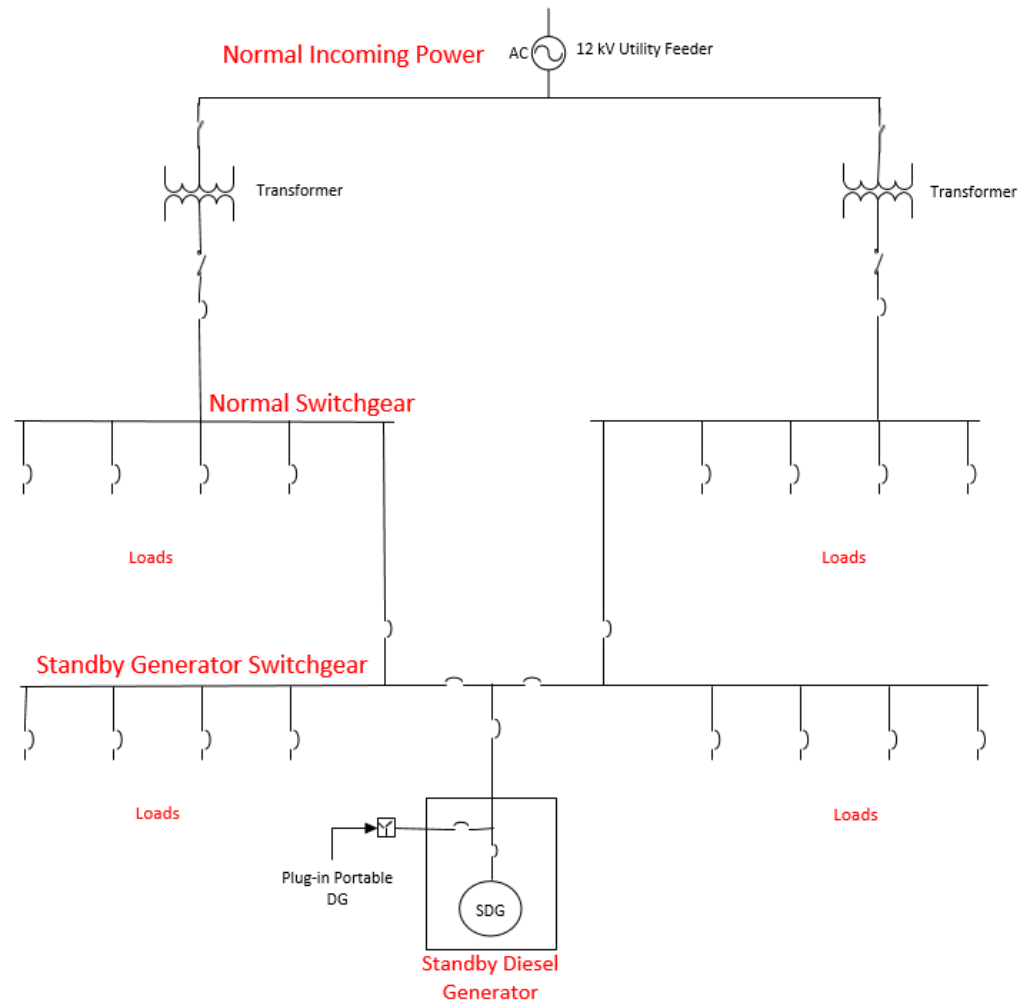 Normal Incoming Power
AC
12 kV Utility Feeder
Transformer
Transformer
Normal Switchgear
Loads
Loads
Standby Generator Switchgear
Loads
Loads
Plug-in Portable
DG
SDG
Standby Diesel
Generator